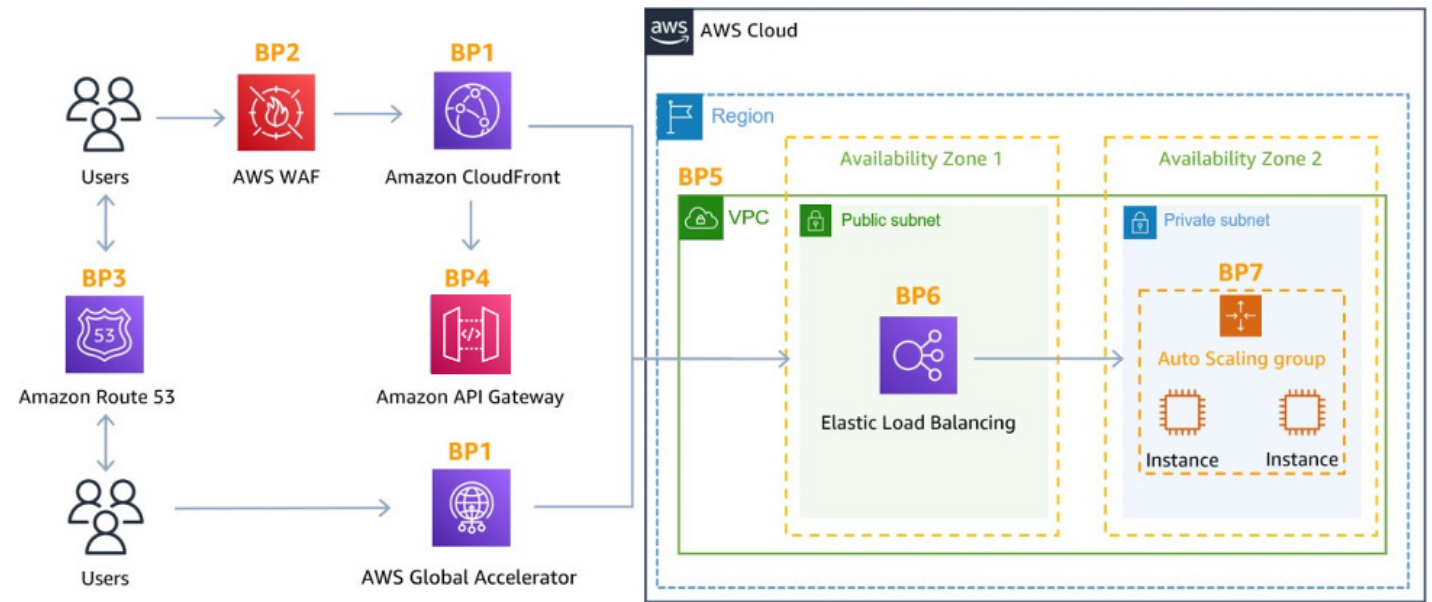 aws
AWS Cloud
BP2
BP1
Users
AWS WAF
Amazon CloudFront
Region
Availability Zone 1
Availability Zone 2
BP5
VPC
Public subnet
Private subnet
BP3
53
Amazon Route 53
BP4
</>
Amazon API Gateway
BP6
Elastic Load Balancing
BP7
Auto Scaling group
Instance
Instance
BP1
Users
AWS Global Accelerator